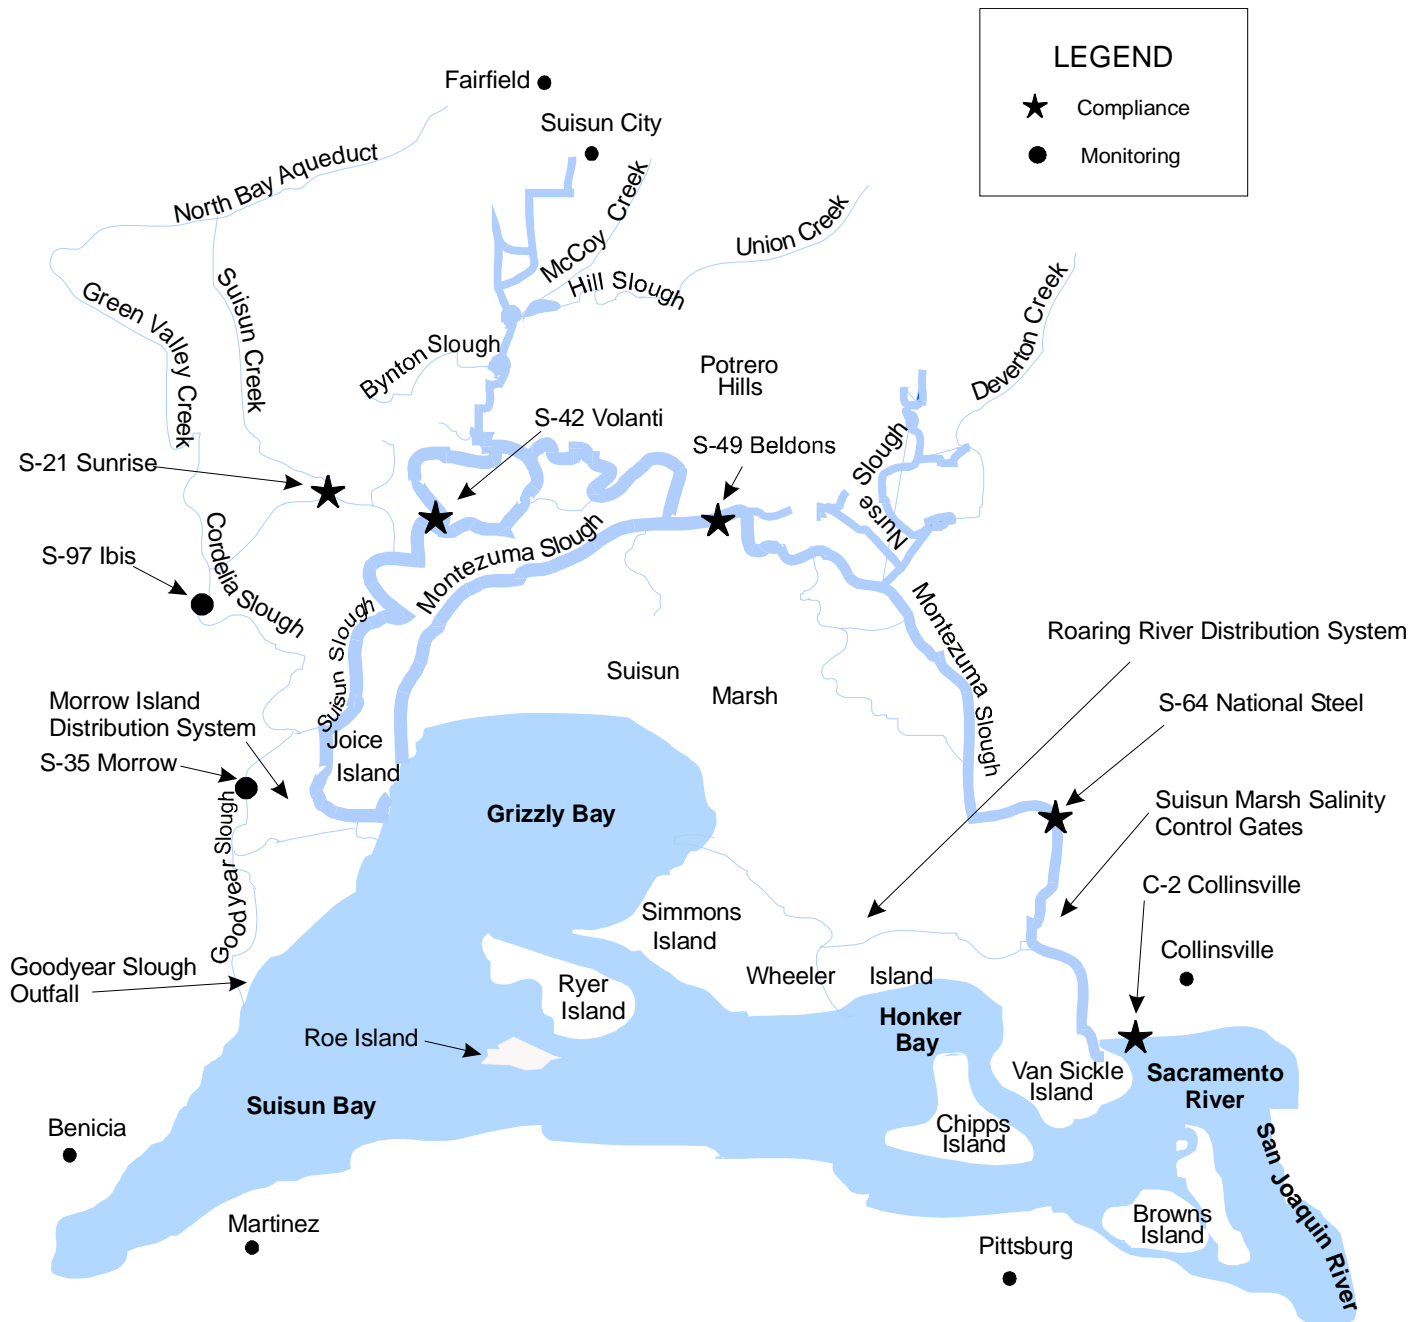 LEGEND
Compliance
Monitoring
Fairfield
Suisun City
North Bay Aqueduct
McCoy Creek
Union Creek
Hill Slough
Green Valley Creek
Suisun Creek
Deverton Creek
Bynton Slough
Potrero
Hills
S-42 Volanti
S-49 Beldons
S-21 Sunrise
Nurse Slough
S-97 Ibis
Cordelia Slough
Montezuma Slough
Montezuma Slough
Suisun Slough
Roaring River Distribution System
Suisun
Marsh
S-64 National Steel
Morrow Island
Distribution System
S-35 Morrow
Joice
Island
Goodyear Slough
Grizzly Bay
Suisun Marsh Salinity
Control Gates
C-2 Collinsville
Simmons
Island
Collinsville
Goodyear Slough
Outfall
Wheeler Island
Ryer
Island
Honker
Bay
Roe Island
Van Sickle
Island
Sacramento
River
Suisun Bay
Chipps
Island
Benicia
San Joaquin River
Martinez
Browns
Island
Pittsburg